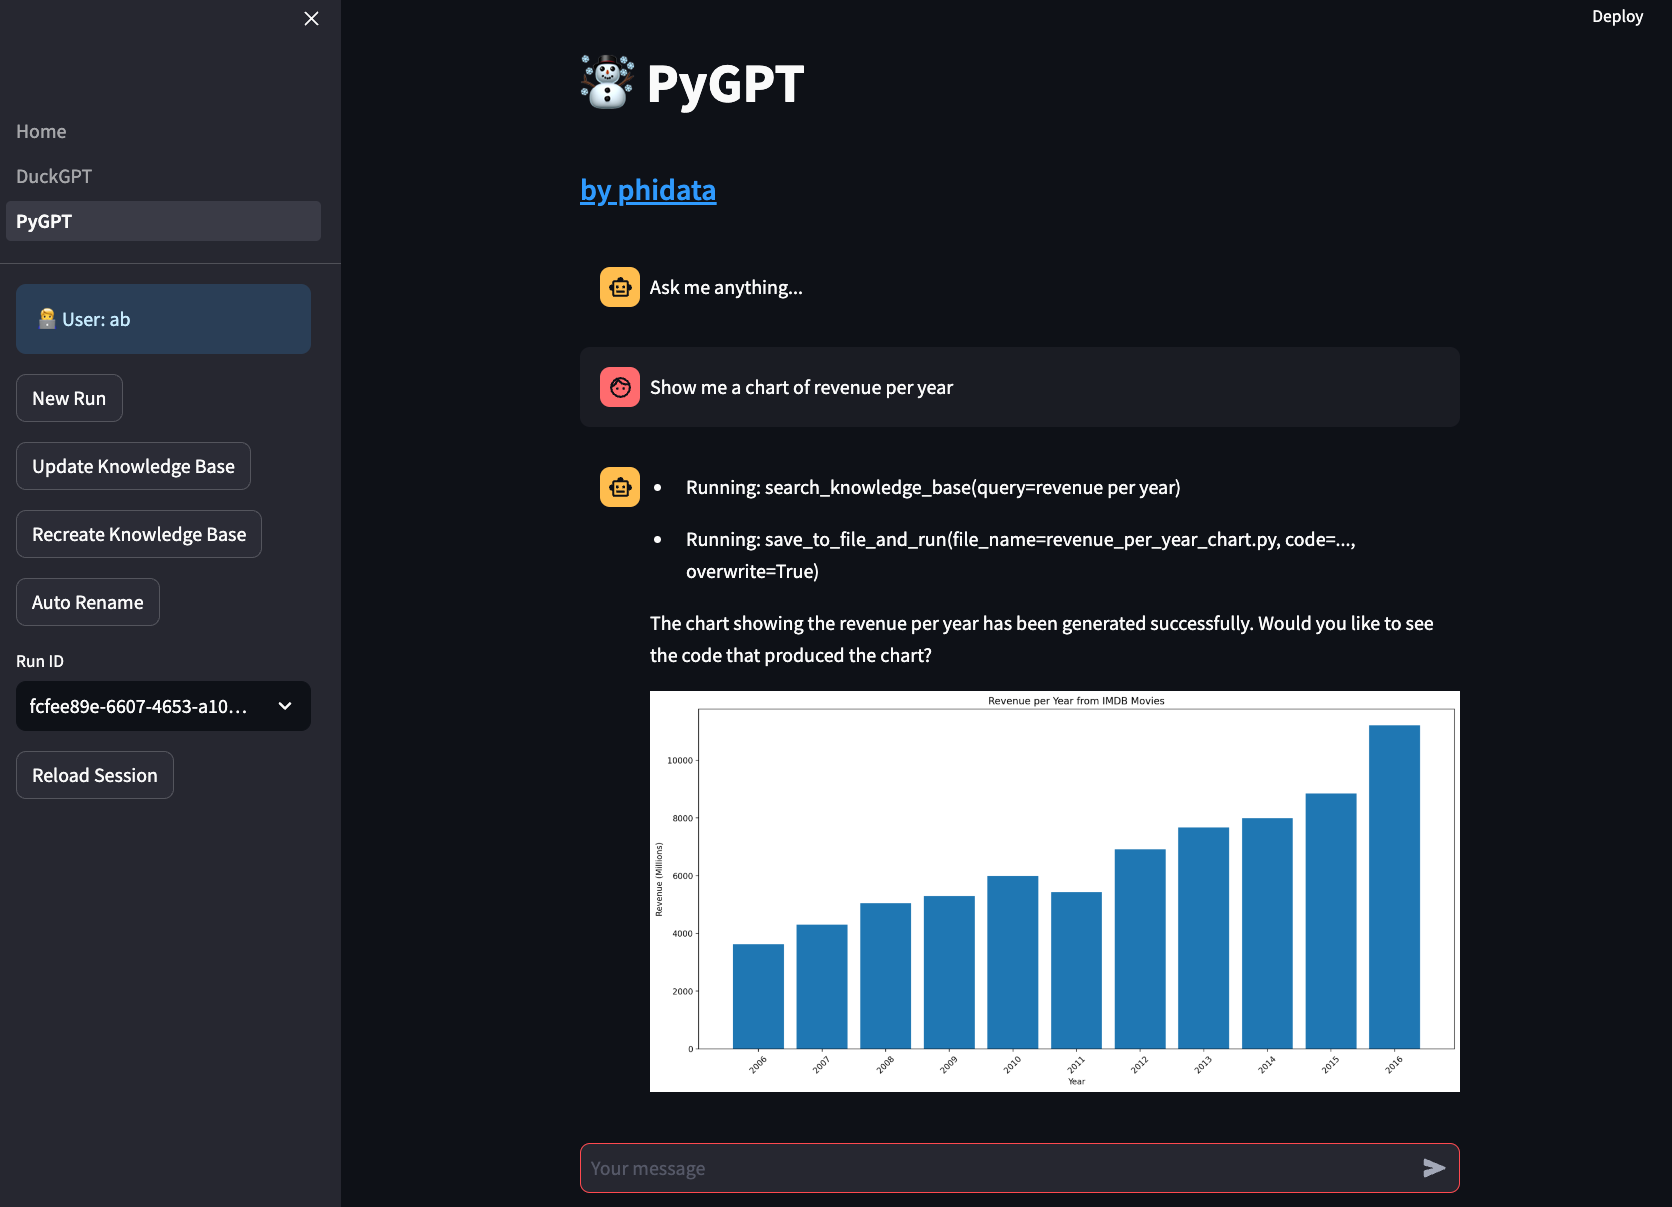 Deploy
Home
DuckGPT
PyGPT
User: ab
New Run
Update Knowledge Base
Recreate Knowledge Base
Auto Rename
Run ID
fcfee89e-6607-4653-a10...
Reload Session
PyGPT
by phidata
Ask me anything...
Show me a chart of revenue per year
• Running: search_knowledge_base(query=revenue per year)
• Running: save_to_file_and_run(file_name=revenue_per_year_chart.py, code=...,
overwrite=True)
The chart showing the revenue per year has been generated successfully. Would you like to see
the code that produced the chart?
Revenue per Year from IMDB Movies
Revenue (Millions)
10000
8000
6000
4000
2000
0
2006 2007 2008 2009 2010 2011 2012 2013 2014 2015 2016
Year
Your message